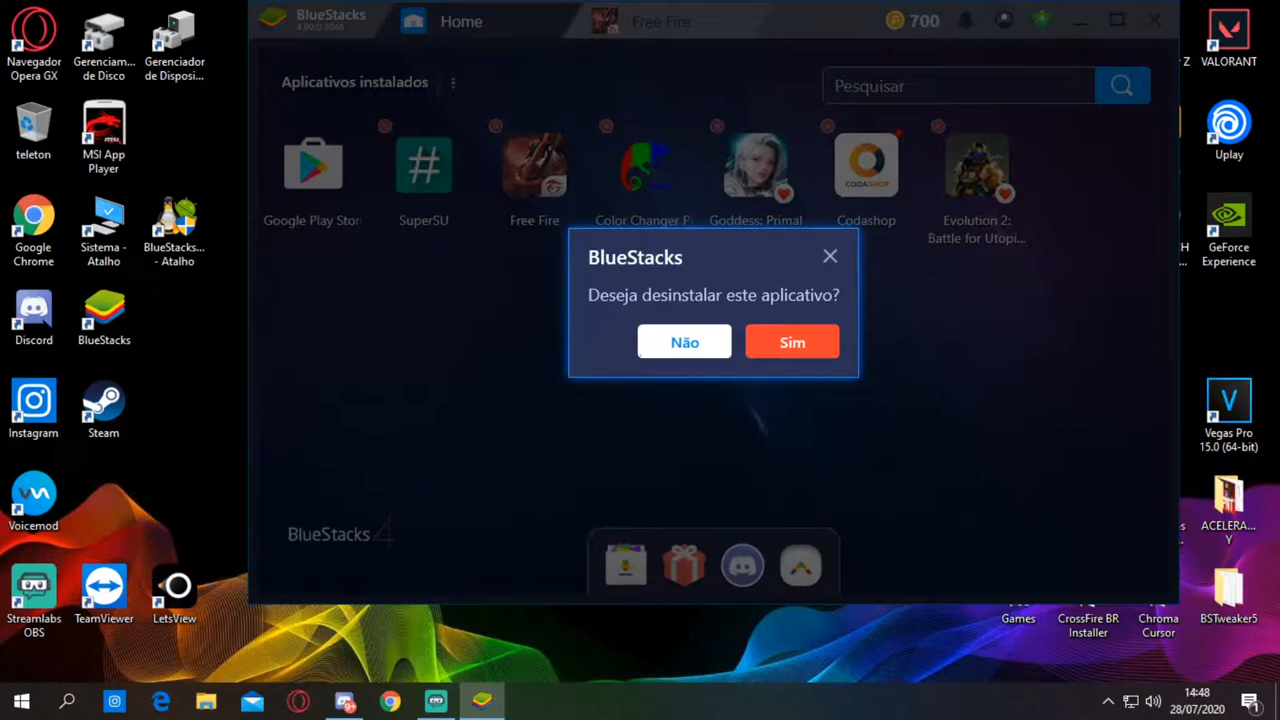 Navegador
Opera GX
Gerenciam...
de Disco
Gerenciador
de Disposi...
teleton
MSI App
Player
Google
Chrome
Sistema -
Atalho
BlueStacks...
- Atalho
Discord
BlueStacks
Instagram
Steam
Voicemod
Streamlabs
OBS
TeamViewer
LetsView
BlueStacks
4.90.0.1046
Home
Free Fire
P 700
Aplicativos instalados
Pesquisar
Google Play Stor
SuperSU
Free Fire
Color Changer P
Goddess: Primal
CODASHOP
Codashop
Evolution 2:
Battle for Utopi...
BlueStacks
Deseja desinstalar este aplicativo?
Não
Sim
BlueStacks 4
Z
VALORANT
Uplay
GeForce
Experience
V
Vegas Pro
15.0 (64-bit)
ACELERA...
Y
Games
CrossFire BR
Installer
Chroma
Cursor
BSTweaker5
9+
14:48
28/07/2020
1